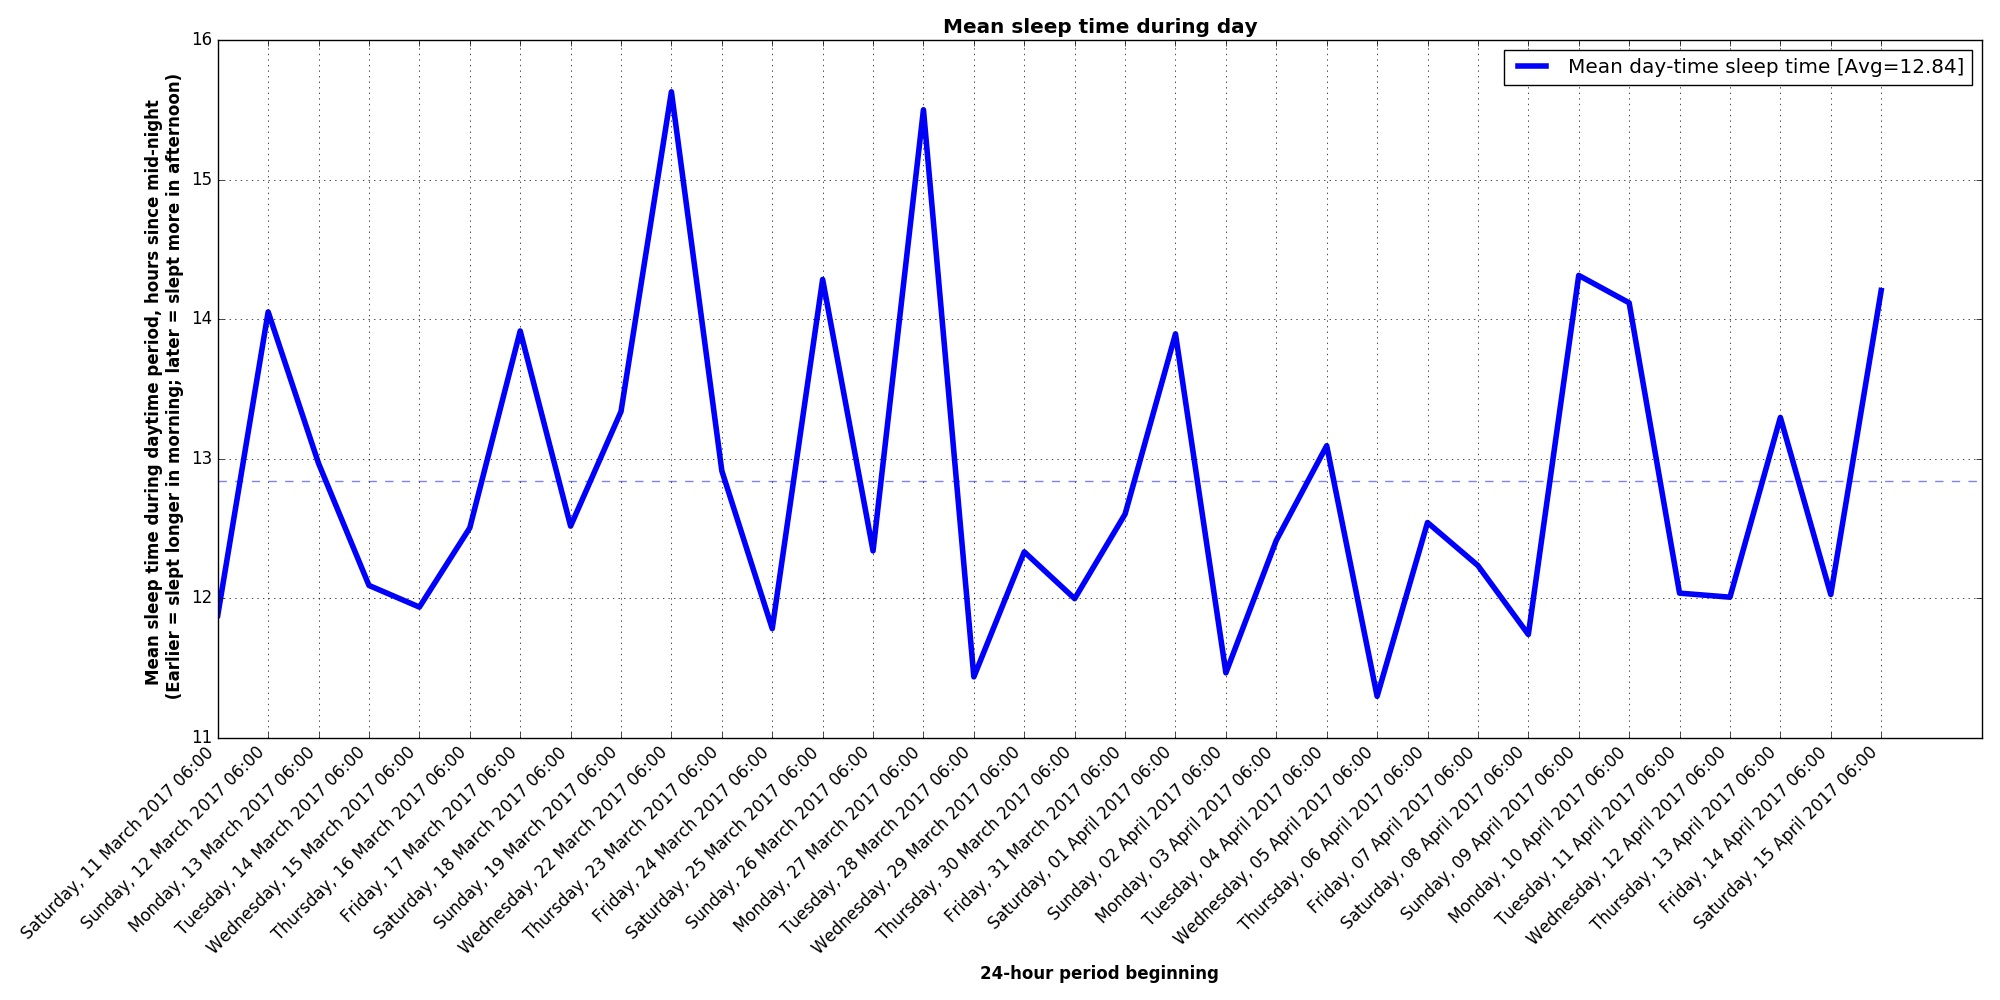 Mean sleep time during day
Mean day-time sleep time [Avg=12.84]
Mean sleep time during daytime period, hours since mid-night
(Earlier = slept longer in morning; later = slept more in afternoon)
16
15
14
13
12
11
Saturday, 11 March 2017 06:00
Sunday, 12 March 2017 06:00
Monday, 13 March 2017 06:00
Tuesday, 14 March 2017 06:00
Wednesday, 15 March 2017 06:00
Thursday, 16 March 2017 06:00
Friday, 17 March 2017 06:00
Saturday, 18 March 2017 06:00
Sunday, 19 March 2017 06:00
Wednesday, 22 March 2017 06:00
Thursday, 23 March 2017 06:00
Friday, 24 March 2017 06:00
Saturday, 25 March 2017 06:00
Sunday, 26 March 2017 06:00
Monday, 27 March 2017 06:00
Tuesday, 28 March 2017 06:00
Wednesday, 29 March 2017 06:00
Thursday, 30 March 2017 06:00
Friday, 31 March 2017 06:00
Saturday, 01 April 2017 06:00
Sunday, 02 April 2017 06:00
Monday, 03 April 2017 06:00
Tuesday, 04 April 2017 06:00
Wednesday, 05 April 2017 06:00
Thursday, 06 April 2017 06:00
Friday, 07 April 2017 06:00
Saturday, 08 April 2017 06:00
Sunday, 09 April 2017 06:00
Monday, 10 April 2017 06:00
Tuesday, 11 April 2017 06:00
Wednesday, 12 April 2017 06:00
Thursday, 13 April 2017 06:00
Friday, 14 April 2017 06:00
Saturday, 15 April 2017 06:00
24-hour period beginning